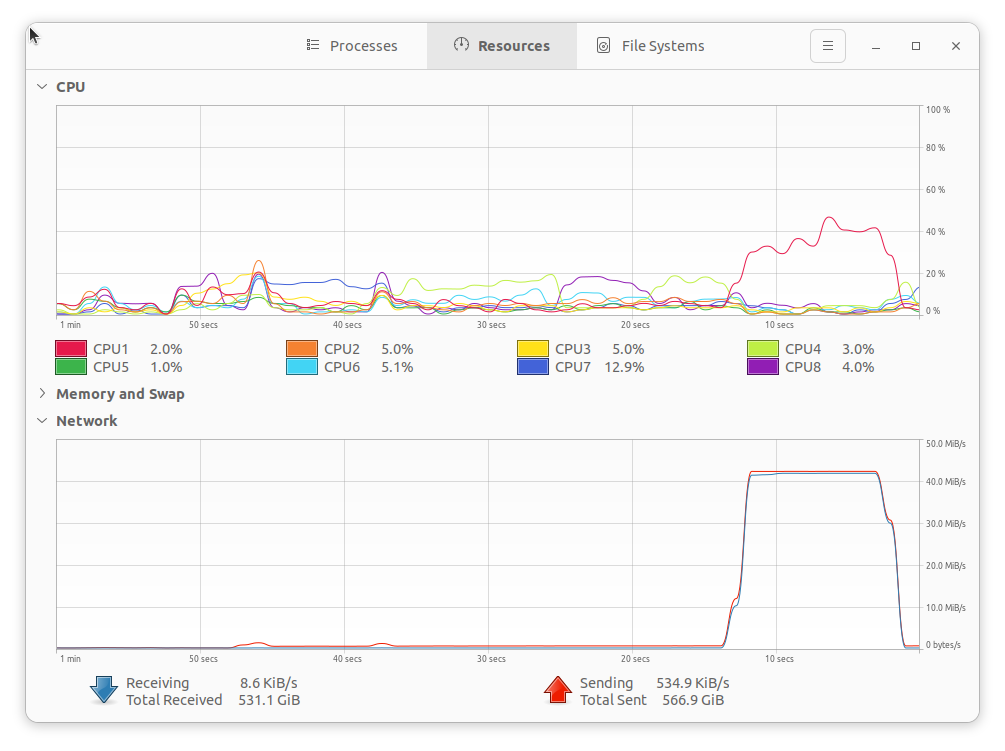 Processes Resources File Systems
CPU
100 %
80 %
60 %
40 %
20 %
0 %
1 min 50 secs 40 secs 30 secs 20 secs 10 secs
CPU1 2.0% CPU2 5.0% CPU3 5.0% CPU4 3.0%
CPU5 1.0% CPU6 5.1% CPU7 12.9% CPU8 4.0%
Memory and Swap
Network
50.0 MiB/s
40.0 MiB/s
30.0 MiB/s
20.0 MiB/s
10.0 MiB/s
0 bytes/s
1 min 50 secs 40 secs 30 secs 20 secs 10 secs
Receiving 8.6 KiB/s Sending 534.9 KiB/s
Total Received 531.1 GiB Total Sent 566.9 GiB